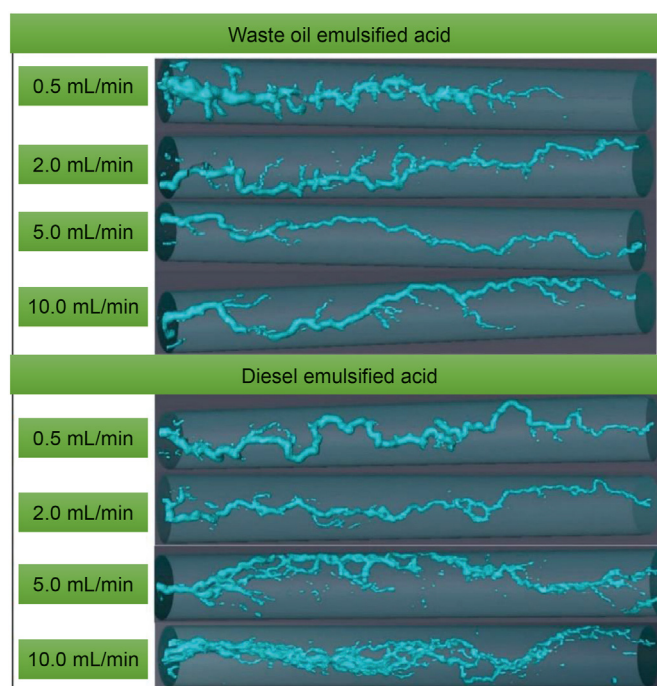 Waste oil emulsified acid
0.5 mL/min
2.0 mL/min
5.0 mL/min
10.0 mL/min
Diesel emulsified acid
0.5 mL/min
2.0 mL/min
5.0 mL/min
10.0 mL/min